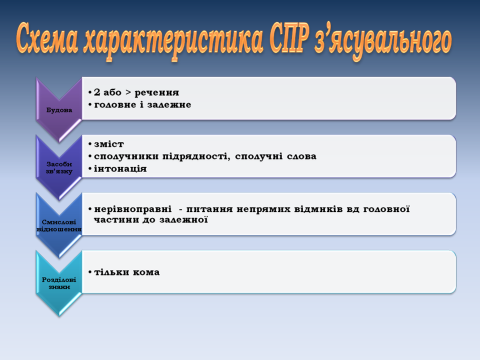 Схема характеристика СПР з’ясувального
Будова
• 2 або > речення
• головне і залежне
Засоби
зв'язку
• зміст
• сполучники підрядності, сполучні слова
• інтонація
Смислові
відношення
• нерівноправні - питання непрямих відмнків вд головної
частини до залежної
Розділові
знаки
• тільки кома